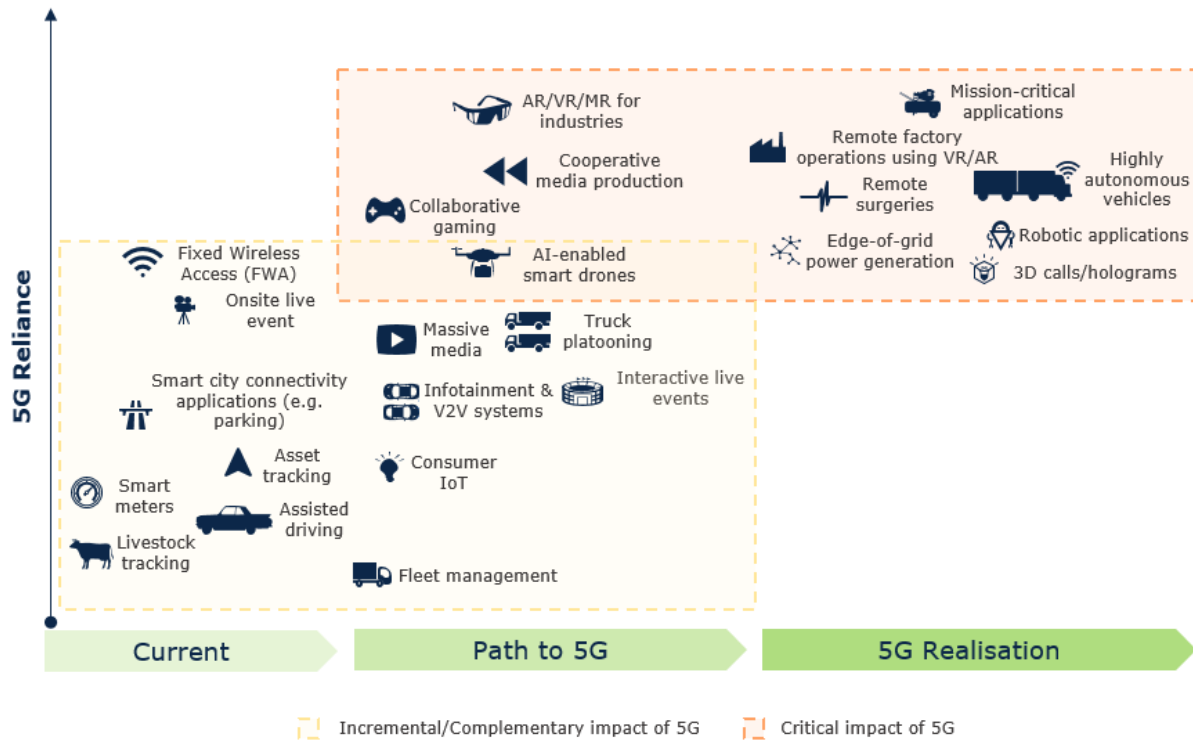 5G Reliance
AR/VR/MR for
industries
Mission-critical
applications
Cooperative
media production
Remote factory
operations using VR/AR
Highly
autonomous
vehicles
Remote
surgeries
Collaborative
gaming
Fixed Wireless
Access (FWA)
AI-enabled
smart drones
Edge-of-grid
power generation
Robotic applications
3D calls/holograms
Onsite live
event
Massive
media
Truck
platooning
Smart city connectivity
applications (e.g.
parking)
Infotainment &
V2V systems
Interactive live
events
Asset
tracking
Consumer
IoT
Smart
meters
Assisted
driving
Livestock
tracking
Fleet management
Current
Path to 5G
5G Realisation
Incremental/Complementary impact of 5G
Critical impact of 5G